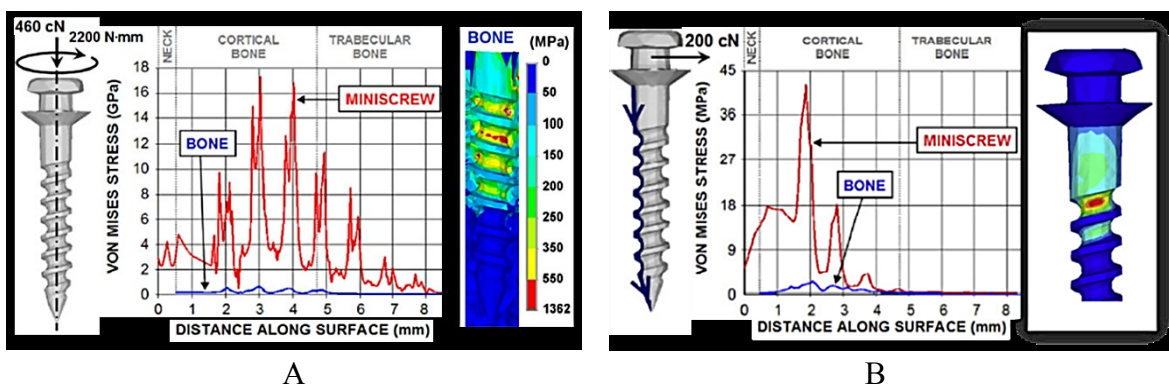 460 cN
2200 N·mm
NECK
CORTICAL
BONE
TRABECULAR
BONE
VON MISES STRESS (GPa)
18
16
14
12
10
8
6
4
2
0
MINISCREW
BONE
0 1 2 3 4 5 6 7 8
DISTANCE ALONG SURFACE (mm)
BONE
(MPa)
0
50
100
150
200
250
350
550
1362
A
B
200 cN
NECK
CORTICAL
BONE
TRABECULAR
BONE
VON MISES STRESS (MPa)
45
36
27
18
9
0
MINISCREW
BONE
0 1 2 3 4 5 6 7 8
DISTANCE ALONG SURFACE (mm)